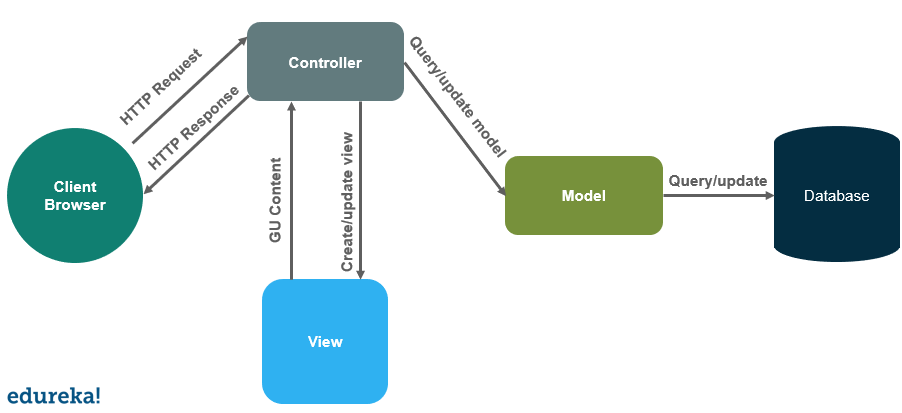 Controller
HTTP Request
HTTP Response
Query/update model
Client
Browser
GU Content
Create/update view
Model
Query/update
Database
View
edureka!